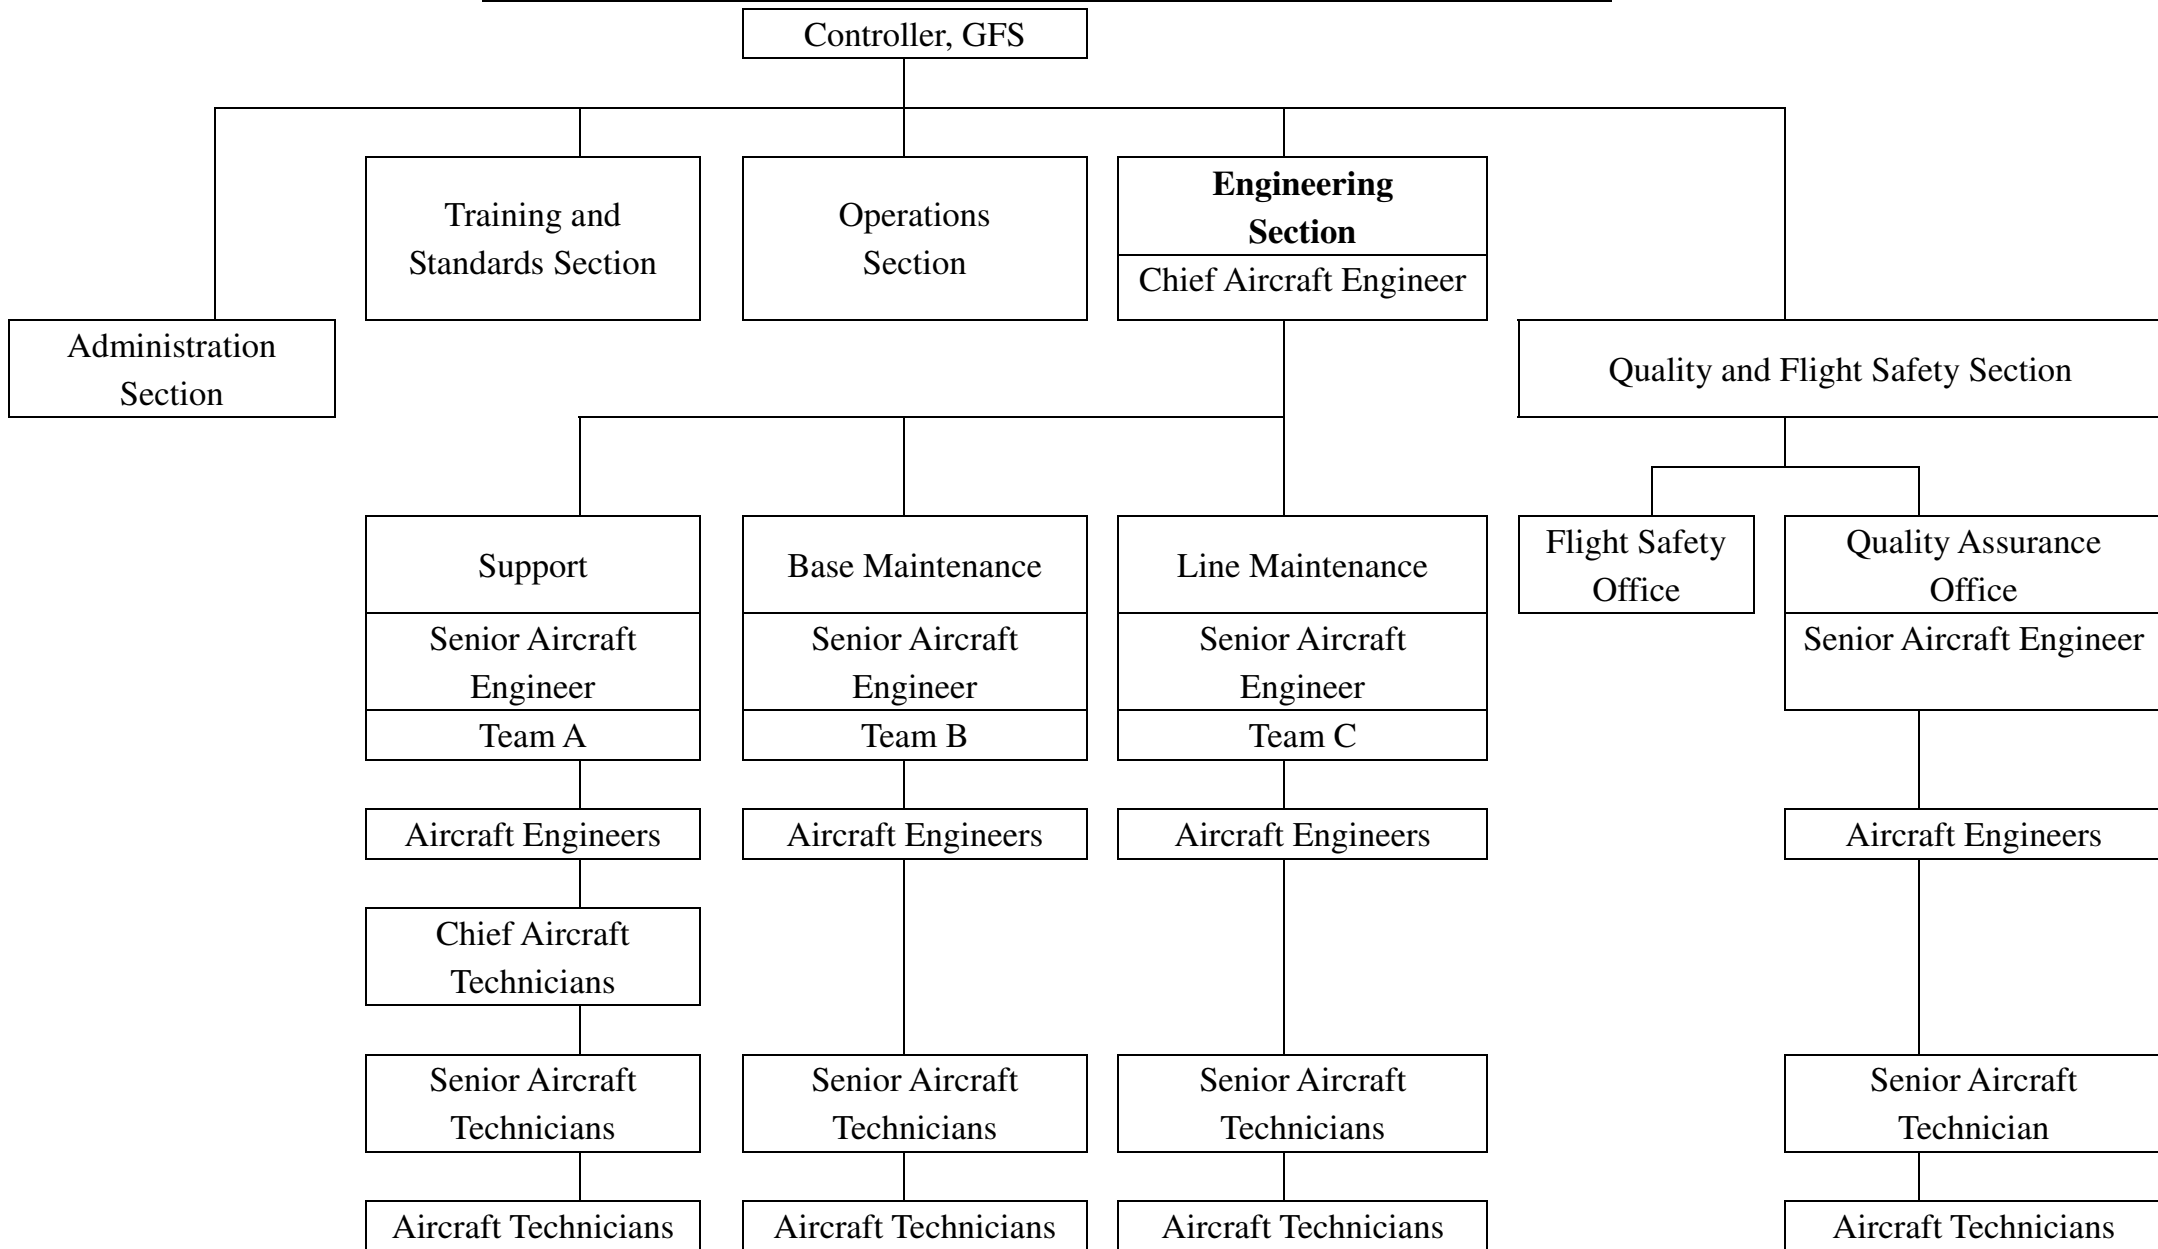 Controller, GFS
Training and
Standards Section
Operations
Section
Engineering
Section
Chief Aircraft Engineer
Administration
Section
Quality and Flight Safety Section
Support
Senior Aircraft
Engineer
Team A
Base Maintenance
Senior Aircraft
Engineer
Team B
Line Maintenance
Senior Aircraft
Engineer
Team C
Flight Safety
Office
Quality Assurance
Office
Senior Aircraft Engineer
Aircraft Engineers
Aircraft Engineers
Aircraft Engineers
Aircraft Engineers
Chief Aircraft
Technicians
Senior Aircraft
Technicians
Senior Aircraft
Technicians
Senior Aircraft
Technicians
Senior Aircraft
Technician
Aircraft Technicians
Aircraft Technicians
Aircraft Technicians
Aircraft Technicians